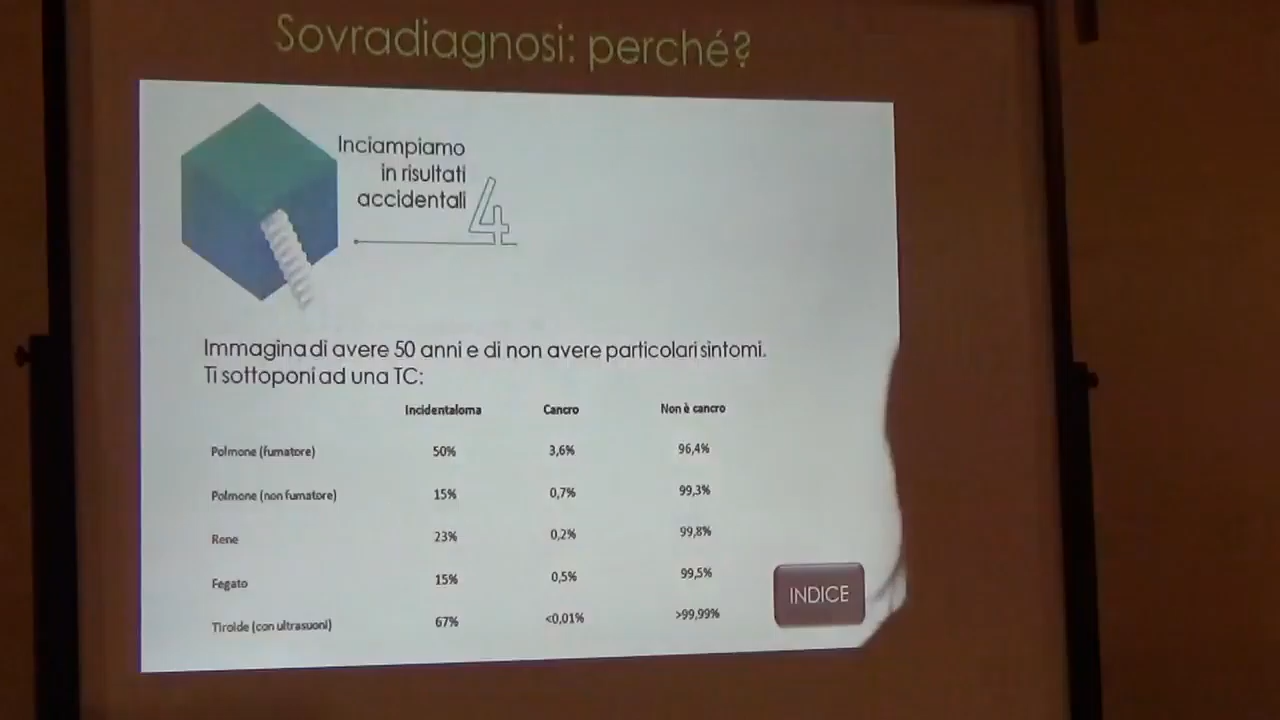 Sovradiagnosi: perché?
Inciampiamo
in risultati
accidentali
4
Immagina di avere 50 anni e di non avere particolari sintomi.
Ti sottoponi ad una TC:
Incidentaloma Cancro Non è cancro
Polmone (fumatore) 50% 3,6% 96,4%
Polmone (non fumatore) 15% 0,7% 99,3%
Rene 23% 0,2% 99,8%
Fegato 15% 0,5% 99,5%
Tiroide (con ultrasuoni) 67% <0,01% >99,99%
INDICE